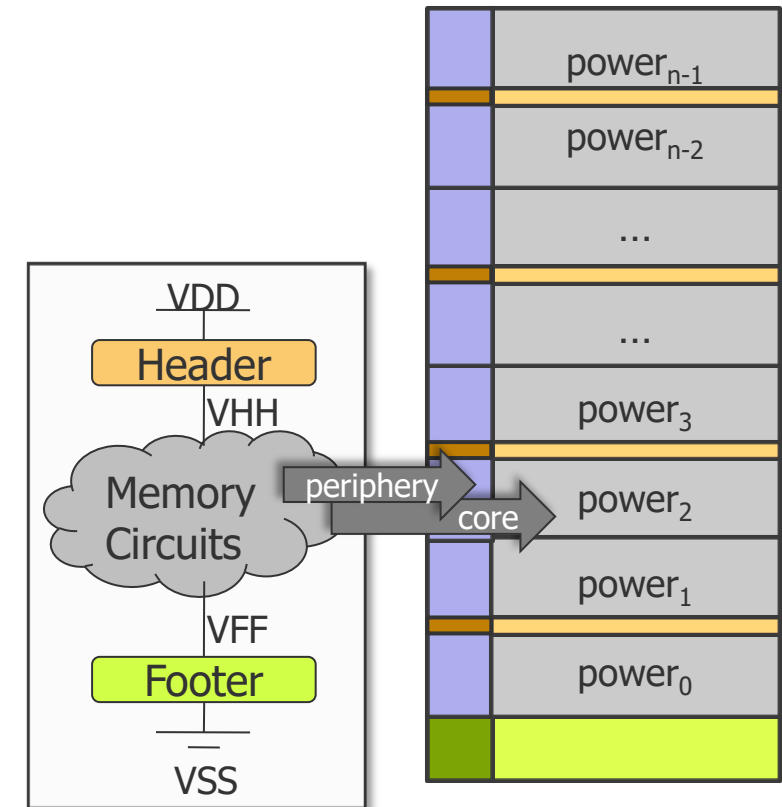 VDD
Header
VHH
Memory
Circuits
VFF
Footer
VSS
periphery
core
powerₙ₋₁
powerₙ₋₂
...
...
power₃
power₂
power₁
power₀